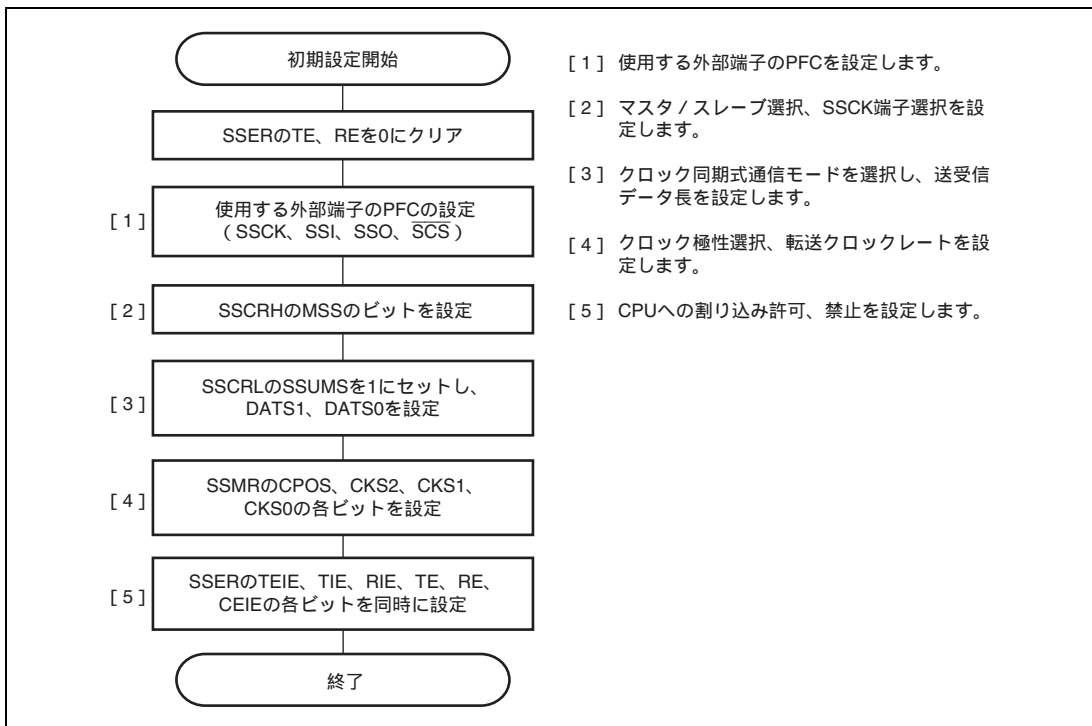 初期設定開始
SSERのTE、REを0にクリア
[ 1 ]
使用する外部端子のPFCの設定
( SSCK、SSI、SSO、S̅C̅S̅ )
[ 2 ]
SSCRHのMSSのビットを設定
[ 3 ]
SSCRLのSSUMSを1にセットし、
DATS1、DATS0を設定
[ 4 ]
SSMRのCPOS、CKS2、CKS1、
CKS0の各ビットを設定
[ 5 ]
SSERのTEIE、TIE、RIE、TE、RE、
CEIEの各ビットを同時に設定
終了
[ 1 ] 使用する外部端子のPFCを設定します。
[ 2 ] マスタ / スレーブ選択、SSCK端子選択を設
定します。
[ 3 ] クロック同期式通信モードを選択し、送受信
データ長を設定します。
[ 4 ] クロック極性選択、転送クロックレートを設
定します。
[ 5 ] CPUへの割り込み許可、禁止を設定します。